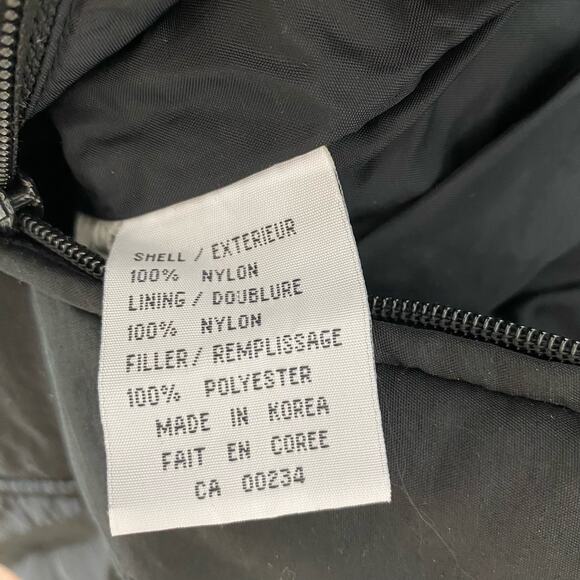 SHELL / EXTERIEUR
100% NYLON
LINING / DOUBLURE
100% NYLON
FILLER / REMPLISSAGE
100% POLYESTER
MADE IN KOREA
FAIT EN COREE
CA 00234